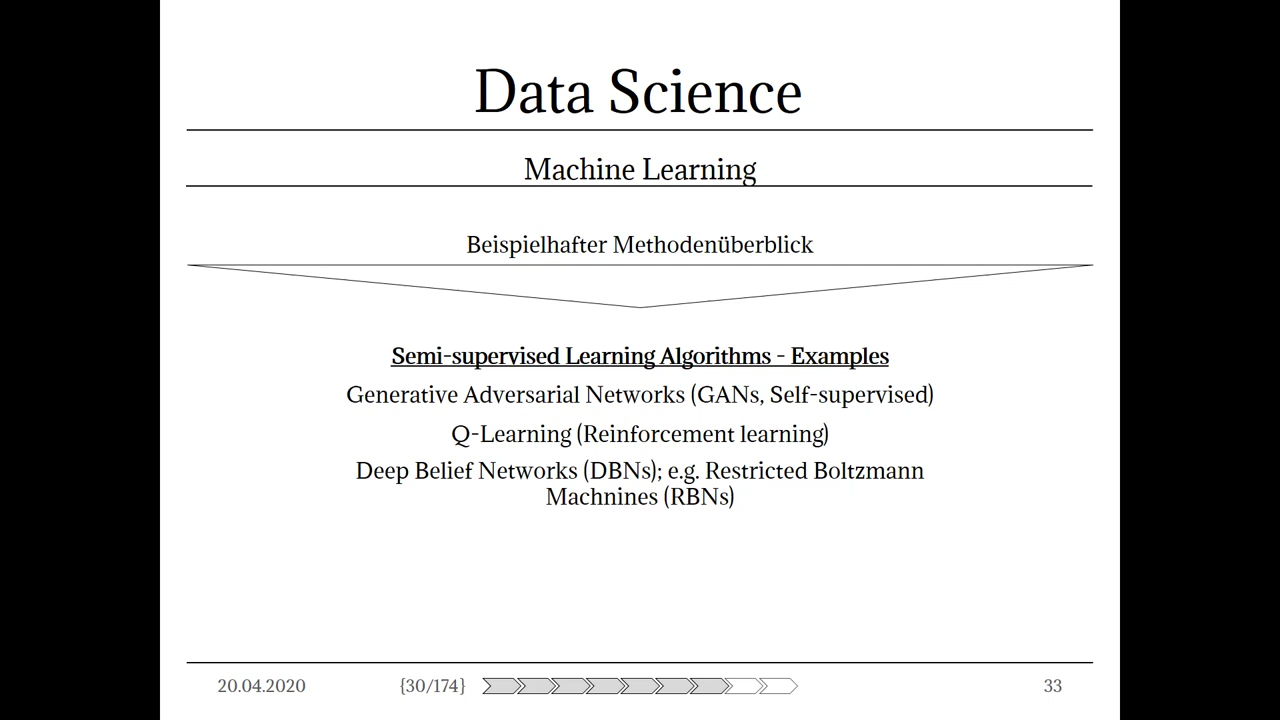 Data Science
Machine Learning
Beispielhafter Methodenüberblick
Semi-supervised Learning Algorithms - Examples
Generative Adversarial Networks (GANs, Self-supervised)
Q-Learning (Reinforcement learning)
Deep Belief Networks (DBNs); e.g. Restricted Boltzmann
Machnines (RBNs)
20.04.2020 {30/174} 33